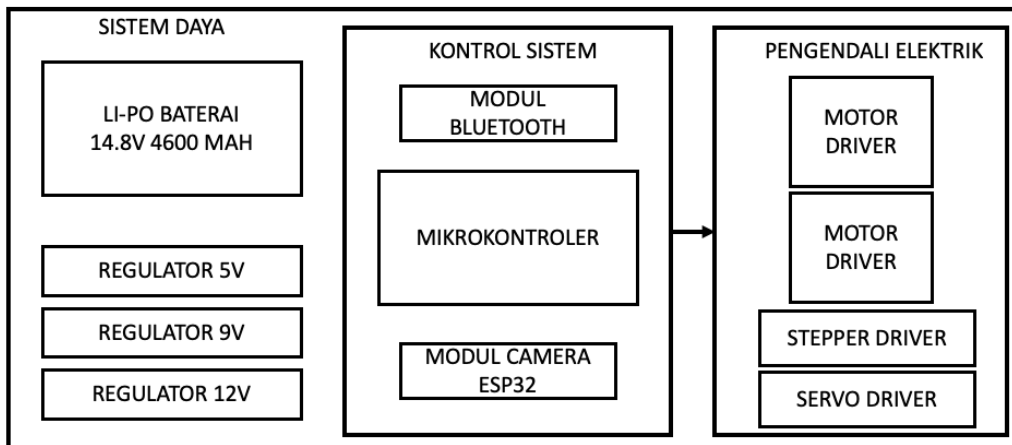 SISTEM DAYA
LI-PO BATERAI
14.8V 4600 MAH
REGULATOR 5V
REGULATOR 9V
REGULATOR 12V
KONTROL SISTEM
MODUL
BLUETOOTH
MIKROKONTROLER
MODUL CAMERA
ESP32
PENGENDALI ELEKTRIK
MOTOR
DRIVER
MOTOR
DRIVER
STEPPER DRIVER
SERVO DRIVER